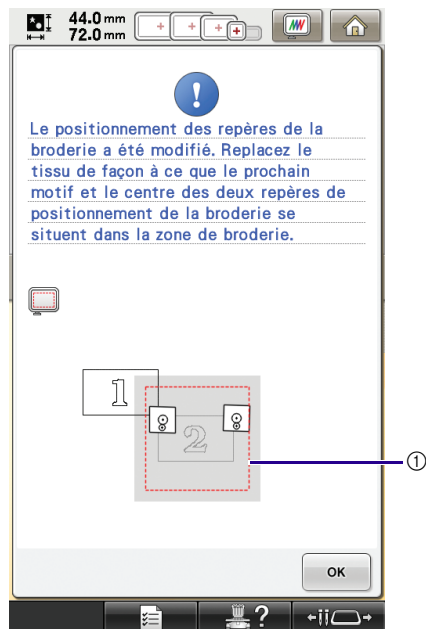 44.0 mm
72.0 mm
Le positionnement des repères de la
broderie a été modifié. Replacez le
tissu de façon à ce que le prochain
motif et le centre des deux repères de
positionnement de la broderie se
situent dans la zone de broderie.
1
2
①
OK
?